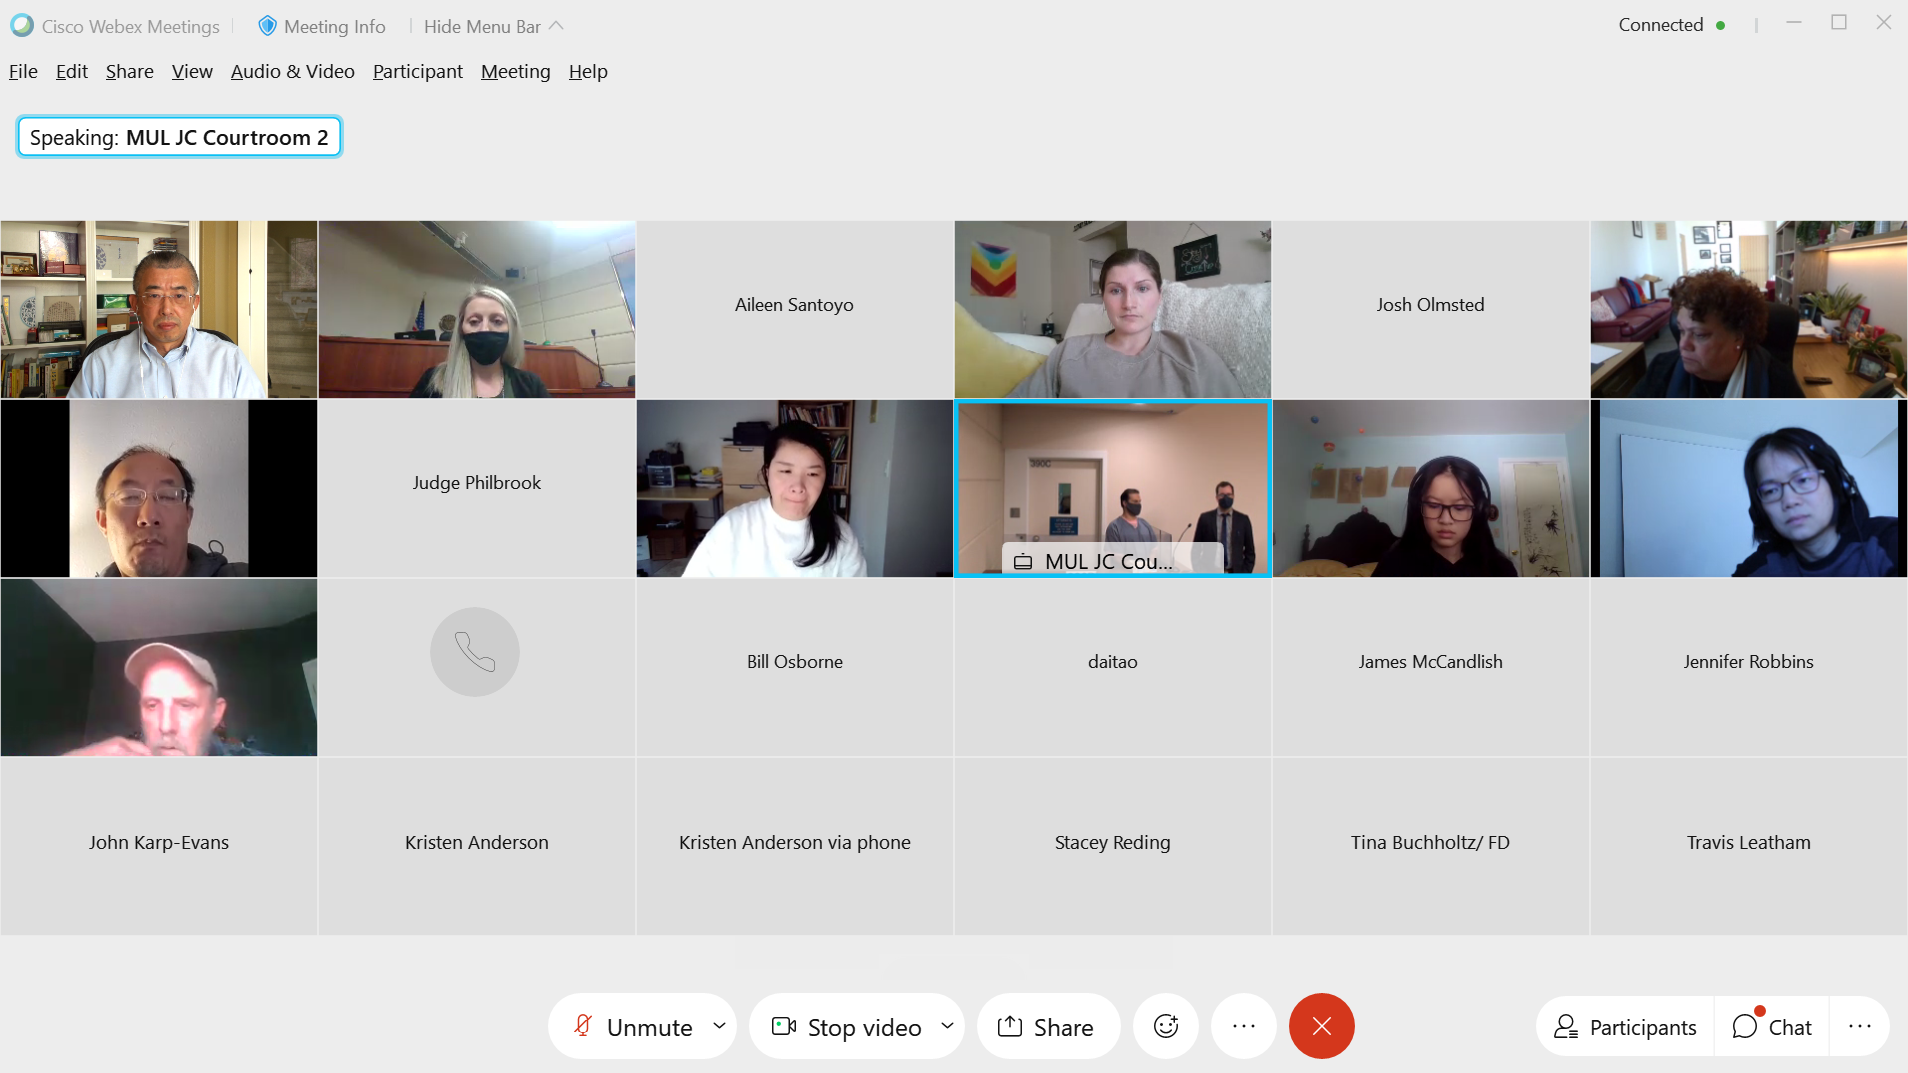 Cisco Webex Meetings
Meeting Info
Hide Menu Bar
Connected
File Edit Share View Audio & Video Participant Meeting Help
Speaking: MUL JC Courtroom 2
Aileen Santoyo
Josh Olmsted
Judge Philbrook
390C
MUL JC Cou...
Bill Osborne
daitao
James McCandlish
Jennifer Robbins
John Karp-Evans
Kristen Anderson
Kristen Anderson via phone
Stacey Reding
Tina Buchholtz/ FD
Travis Leatham
Unmute
Stop video
Share
Participants
Chat